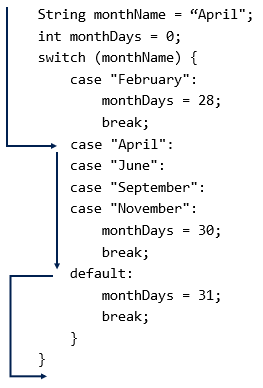 String monthName = “April";
int monthDays = 0;
switch (monthName) {
case "February":
monthDays = 28;
break;
case "April":
case "June":
case "September":
case "November":
monthDays = 30;
break;
default:
monthDays = 31;
break;
}
}